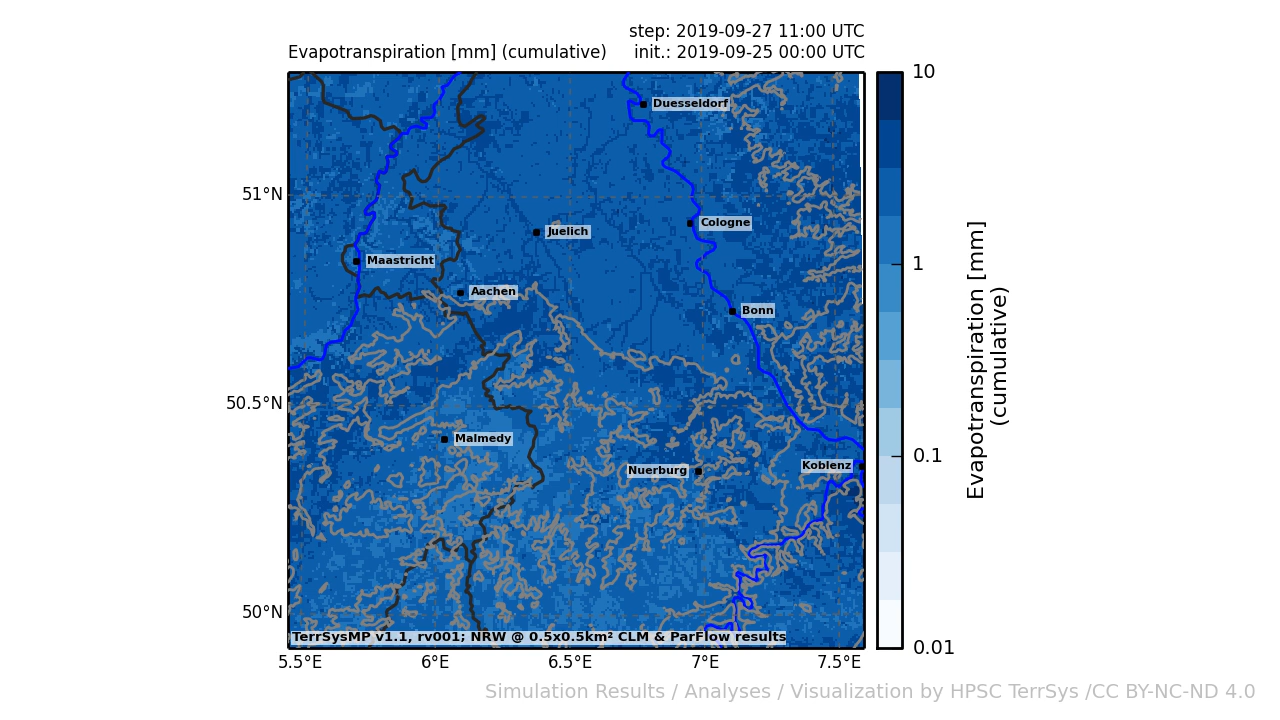 step: 2019-09-27 11:00 UTC
Evapotranspiration [mm] (cumulative) init.: 2019-09-25 00:00 UTC
10
Duesseldorf
51°N
Cologne
Juelich
Maastricht
1
Aachen
Bonn
Evapotranspiration [mm]
(cumulative)
50.5°N
Malmedy
0.1
Koblenz
Nuerburg
50°N
TerrSysMP v1.1, rv001; NRW @ 0.5x0.5km² CLM & ParFlow results
0.01
5.5°E 6°E 6.5°E 7°E 7.5°E
Simulation Results / Analyses / Visualization by HPSC TerrSys /CC BY-NC-ND 4.0